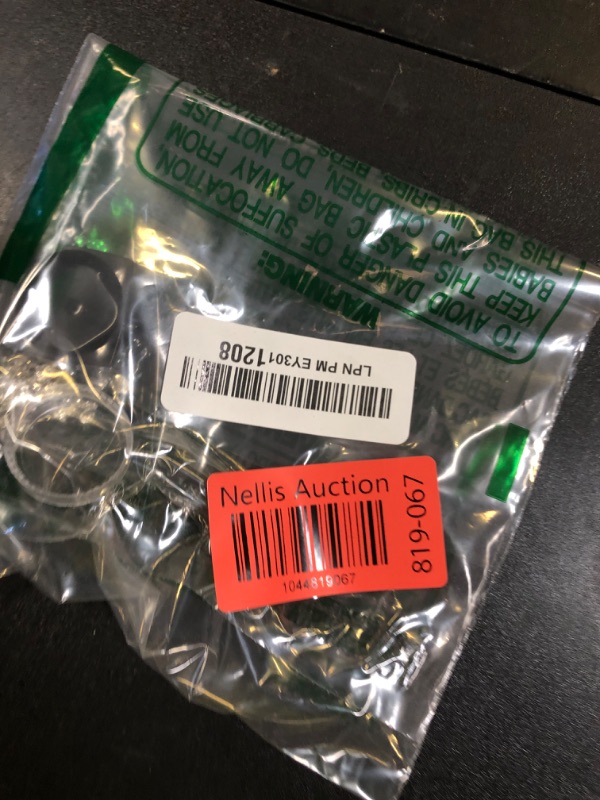 WARNING:
TO AVOID DANGER OF SUFFOCATION,
KEEP THIS PLASTIC BAG AWAY FROM
BABIES AND CHILDREN, DO NOT USE
THIS BAG IN CRIBS, BEDS, CARRIAGES
LPN PM EY3011208
Nellis Auction
1044819067
819-067